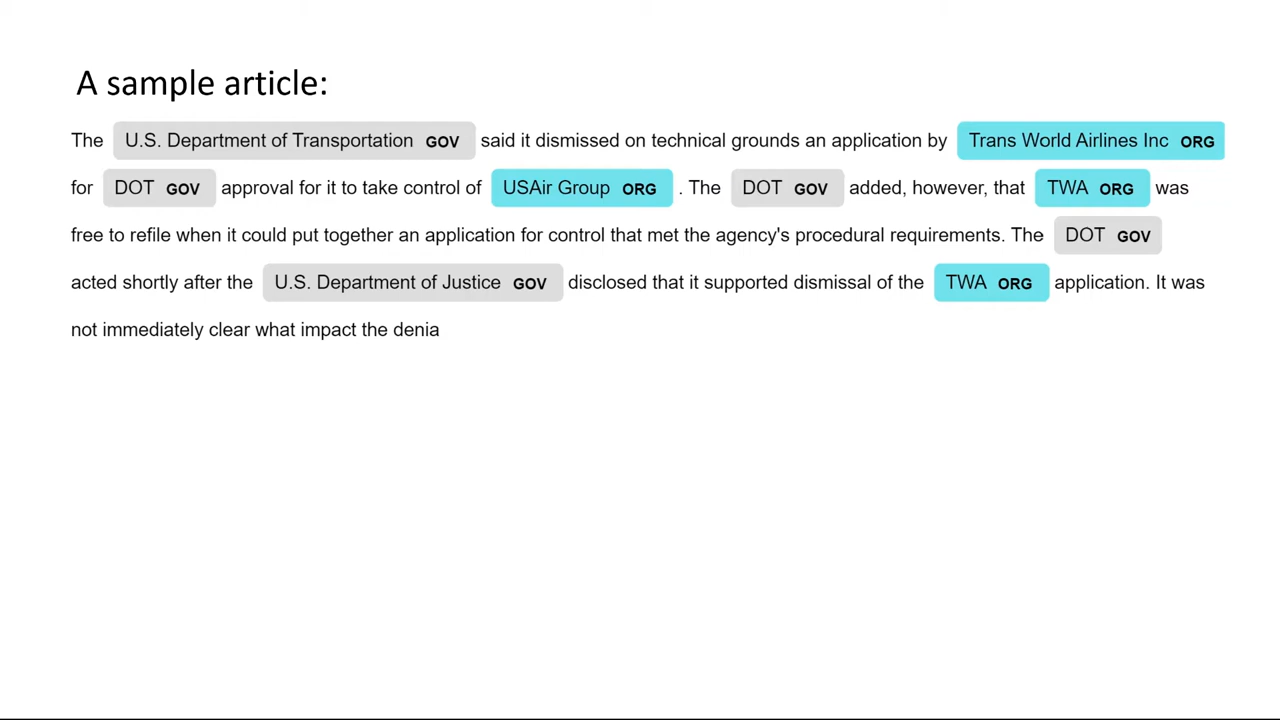 A sample article:
The U.S. Department of Transportation GOV said it dismissed on technical grounds an application by Trans World Airlines Inc ORG
for DOT GOV approval for it to take control of USAir Group ORG . The DOT GOV added, however, that TWA ORG was
free to refile when it could put together an application for control that met the agency's procedural requirements. The DOT GOV
acted shortly after the U.S. Department of Justice GOV disclosed that it supported dismissal of the TWA ORG application. It was
not immediately clear what impact the denia